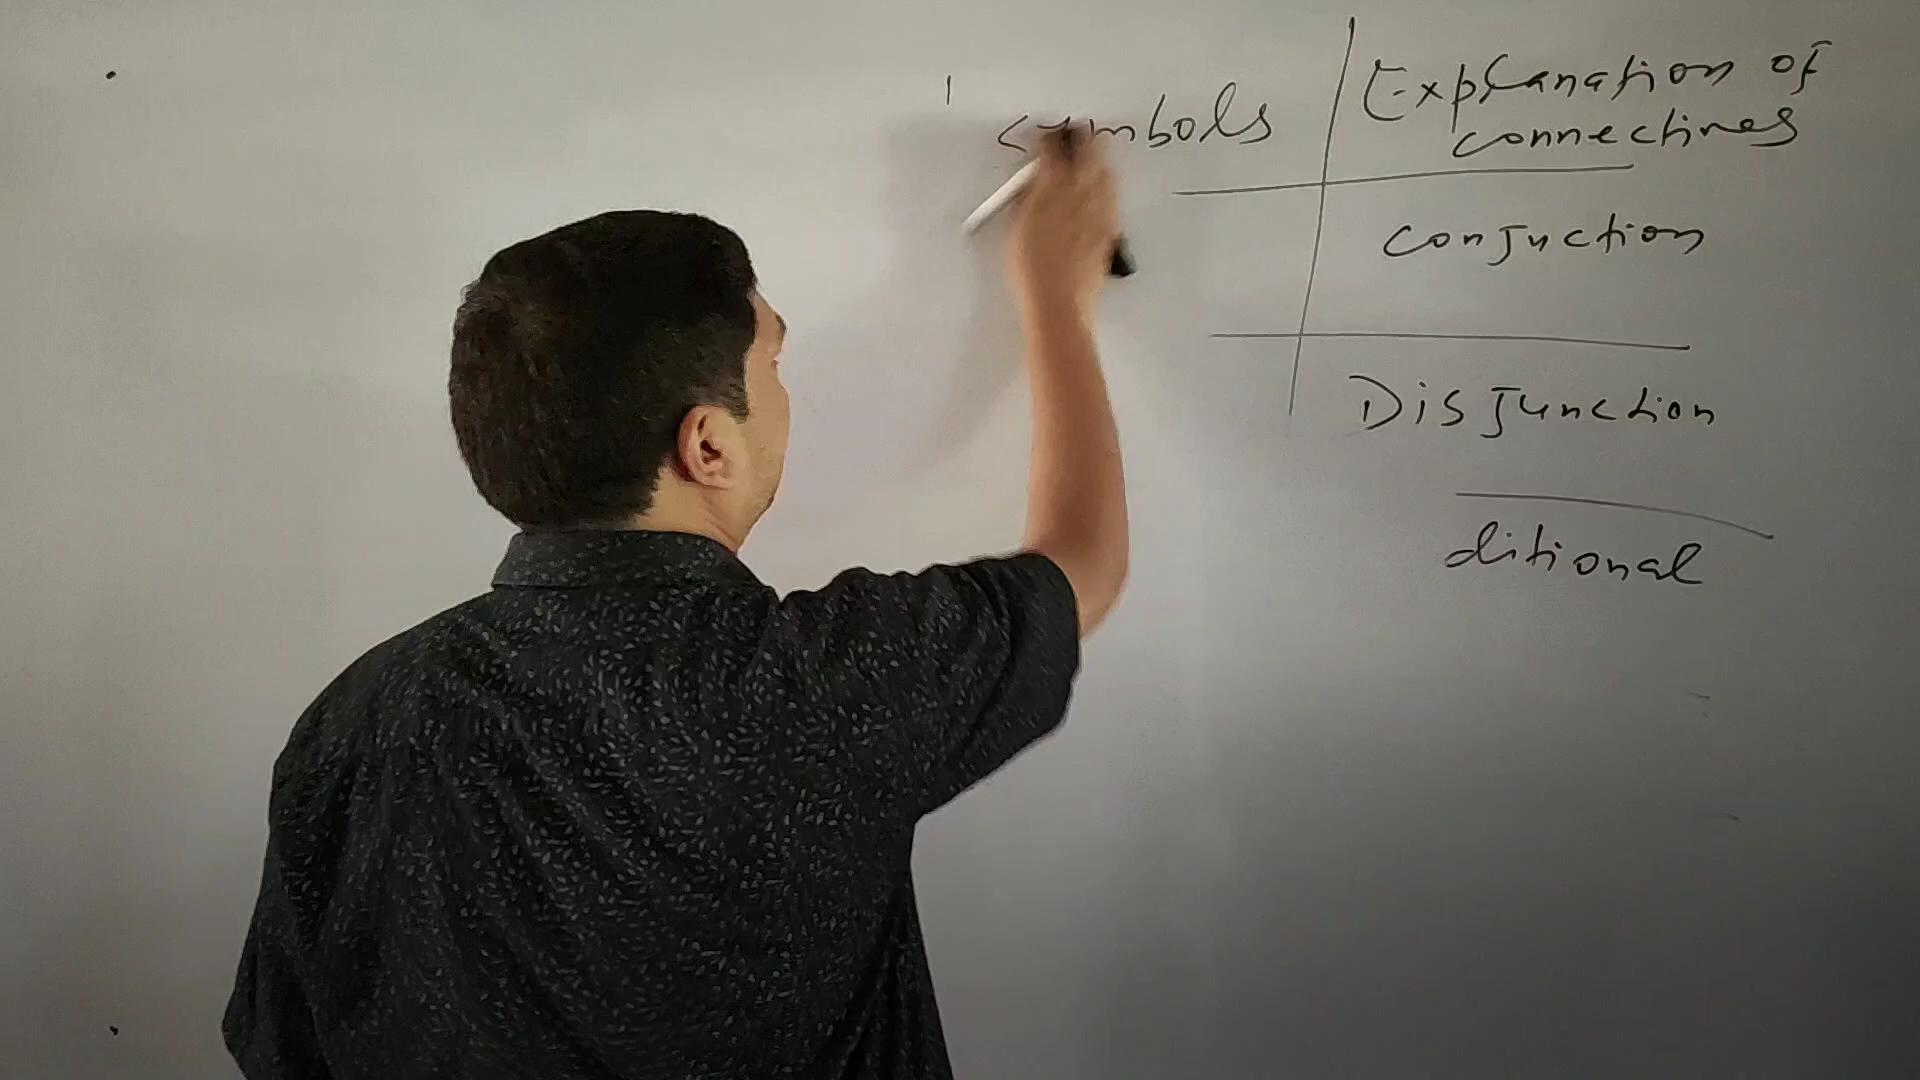 symbols
Explanation of
connectives
Conjuction
Disjunction
ditional